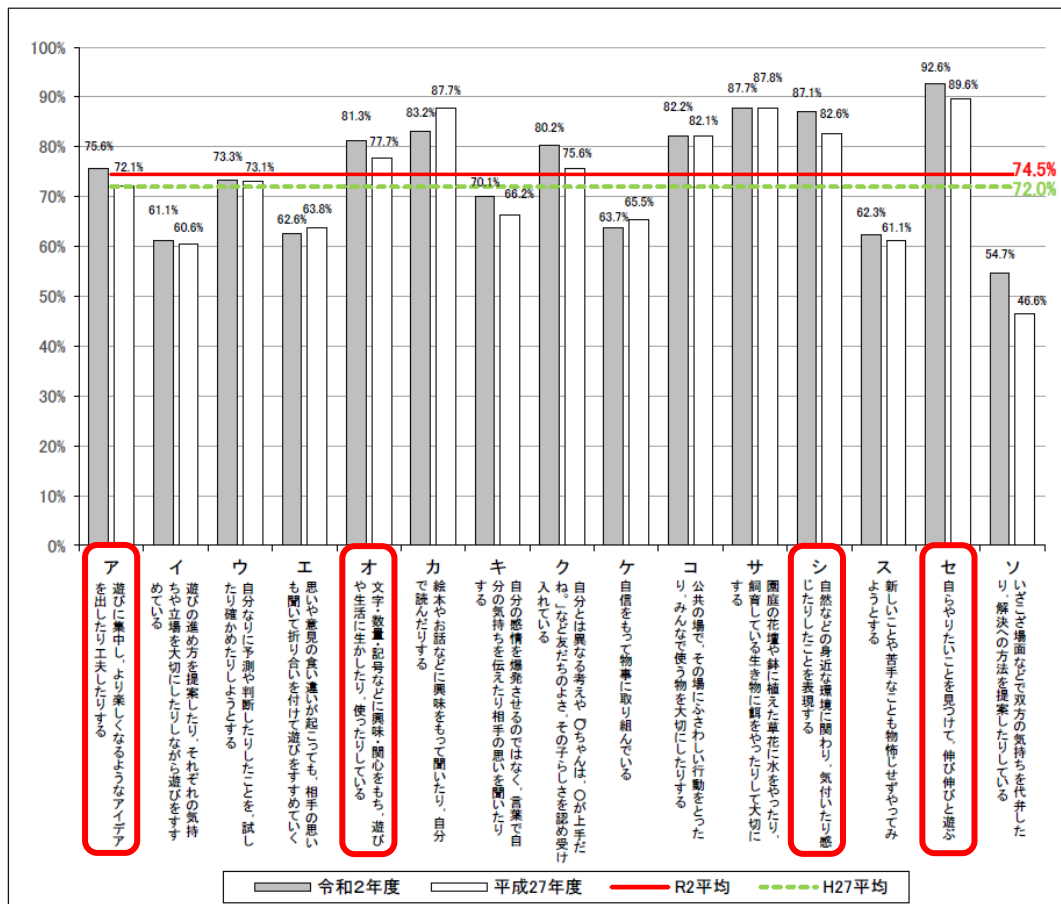 100%
90%
80%
70%
60%
50%
40%
30%
20%
10%
0%
75.6%
72.1%
61.1%
60.6%
73.3%
73.1%
62.6%
63.8%
81.3%
77.7%
83.2%
87.7%
70.1%
66.2%
80.2%
75.6%
63.7%
65.5%
82.2%
82.1%
87.7%
87.8%
87.1%
82.6%
62.3%
61.1%
92.6%
89.6%
54.7%
46.6%
74.5%
72.0%
ア
遊びに集中し，より楽しくなるようなアイデア
を出したり工夫したりする
イ
遊びの進め方を提案したり，それぞれの気持
ちや立場を大切にしたりしながら遊びをすす
めている
ウ
自分なりに予測や判断したりしたことを，試し
たり確かめたりしようとする
エ
思いや意見の食い違いが起こっても，相手の思い
も聞いて折り合いを付けて遊びをすすめていく
オ
文字・数量・記号などに興味・関心をもち，遊び
や生活に生かしたり，使ったりしている
カ
絵本やお話などに興味をもって聞いたり，自分
で読んだりする
キ
自分の感情を爆発させるのではなく，言葉で自
分の気持ちを伝えたり相手の思いを聞いたり
する
ク
自分とは異なる考えや，「〇ちゃんは，〇が上手だ
ね。」など友だちのよさ，その子らしさを認め受け
入れている
ケ
自信をもって物事に取り組んでいる
コ
公共の場で，その場にふさわしい行動をとった
り，みんなで使う物を大切にしたりする
サ
園庭の花壇や鉢に植えた草花に水をやったり，
飼育している生き物に餌をやったりして大切に
する
シ
自然などの身近な環境に関わり，気付いたり感
じたりしたことを表現する
ス
新しいことや苦手なことも物怖じせずやってみ
ようとする
セ
自らやりたいことを見つけて，伸び伸びと遊ぶ
ソ
いざこざ場面などで双方の気持ちを代弁した
り，解決への方法を提案したりしている
令和２年度
平成27年度
R2平均
H27平均